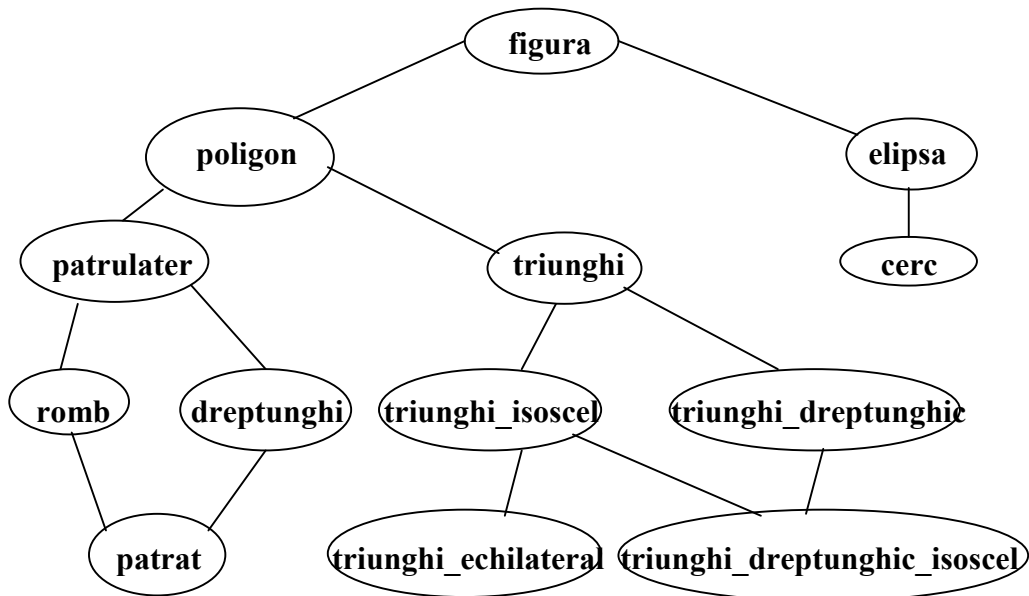 figura
poligon
elipsa
patrulater
triunghi
cerc
romb
dreptunghi
triunghi_isoscel
triunghi_dreptunghic
patrat
triunghi_echilateral
triunghi_dreptunghic_isoscel